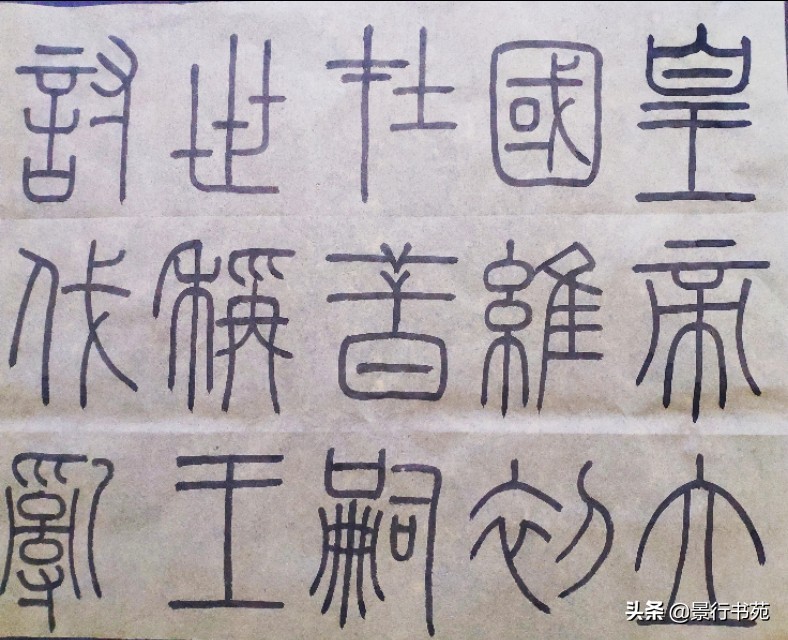 皇帝立
國維初
在昔嗣
世稱王
討伐亂
头条 @景行书苑